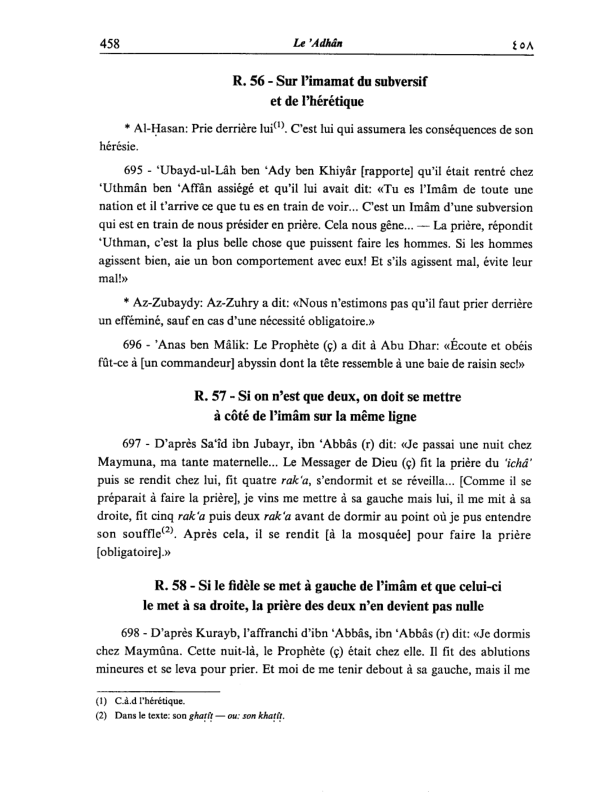 458 Le 'Adhân ٤٥٨
R. 56 - Sur l'imamat du subversif
et de l'hérétique
* Al-Ḥasan: Prie derrière lui(1). C'est lui qui assumera les conséquences de son
hérésie.
695 - 'Ubayd-ul-Lâh ben 'Ady ben Khiyâr [rapporte] qu'il était rentré chez
'Uthmân ben 'Affân assiégé et qu'il lui avait dit: «Tu es l'Imâm de toute une
nation et il t'arrive ce que tu es en train de voir... C'est un Imâm d'une subversion
qui est en train de nous présider en prière. Cela nous gêne... — La prière, répondit
'Uthman, c'est la plus belle chose que puissent faire les hommes. Si les hommes
agissent bien, aie un bon comportement avec eux! Et s'ils agissent mal, évite leur
mal!»
* Az-Zubaydy: Az-Zuhry a dit: «Nous n'estimons pas qu'il faut prier derrière
un efféminé, sauf en cas d'une nécessité obligatoire.»
696 - 'Anas ben Mâlik: Le Prophète (ç) a dit à Abu Dhar: «Écoute et obéis
fût-ce à [un commandeur] abyssin dont la tête ressemble à une baie de raisin sec!»
R. 57 - Si on n'est que deux, on doit se mettre
à côté de l'imâm sur la même ligne
697 - D'après Sa'îd ibn Jubayr, ibn 'Abbâs (r) dit: «Je passai une nuit chez
Maymuna, ma tante maternelle... Le Messager de Dieu (ç) fit la prière du 'ichâ'
puis se rendit chez lui, fit quatre rak'a, s'endormit et se réveilla... [Comme il se
préparait à faire la prière], je vins me mettre à sa gauche mais lui, il me mit à sa
droite, fit cinq rak'a puis deux rak'a avant de dormir au point où je pus entendre
son souffle(2). Après cela, il se rendit [à la mosquée] pour faire la prière
[obligatoire].»
R. 58 - Si le fidèle se met à gauche de l'imâm et que celui-ci
le met à sa droite, la prière des deux n'en devient pas nulle
698 - D'après Kurayb, l'affranchi d'ibn 'Abbâs, ibn 'Abbâs (r) dit: «Je dormis
chez Maymûna. Cette nuit-là, le Prophète (ç) était chez elle. Il fit des ablutions
mineures et se leva pour prier. Et moi de me tenir debout à sa gauche, mais il me
(1) C.à.d l'hérétique.
(2) Dans le texte: son ghaṭîṭ — ou: son khaṭîṭ.